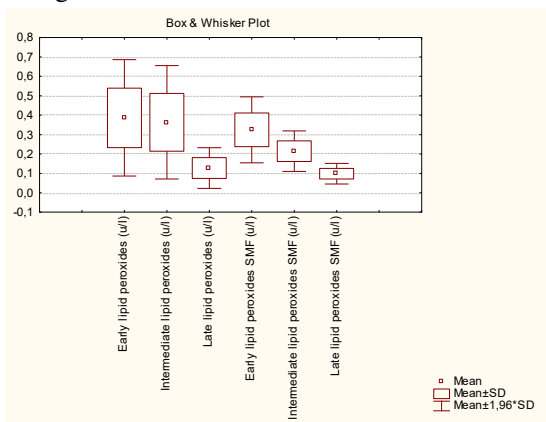 Box & Whisker Plot
0,8
0,7
0,6
0,5
0,4
0,3
0,2
0,1
0,0
-0,1
Early lipid peroxides (u/l)
Intermediate lipid peroxides (u/l)
Late lipid peroxides (u/l)
Early lipid peroxides SMF (u/l)
Intermediate lipid peroxides SMF (u/l)
Late lipid peroxides SMF (u/l)
Mean
Mean±SD
Mean±1,96*SD